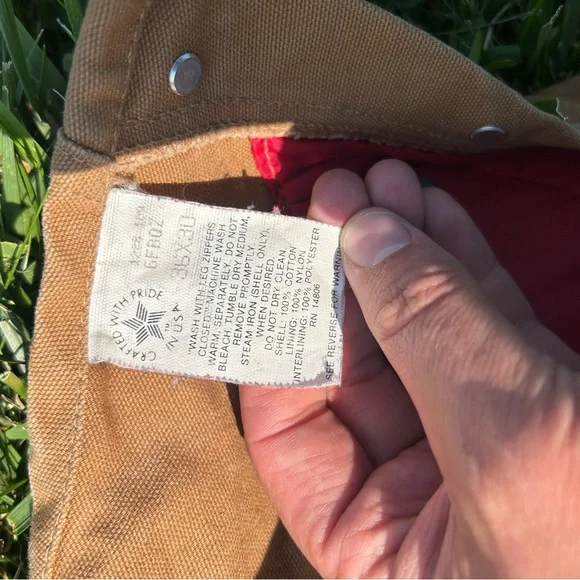 6FBQZ
36X30
CRAFTED WITH PRIDE
IN U.S.A.
"WASH WITH LEG ZIPPERS
CLOSED." MACHINE WASH
WARM, SEPARATELY. DO NOT
BLEACH. TUMBLE DRY MEDIUM,
REMOVE PROMPTLY.
STEAM IRON (SHELL ONLY),
WHEN DESIRED.
DO NOT DRY CLEAN
SHELL: 100% COTTON
LINING: 100% NYLON
INTERLINING: 100% POLYESTER
RN 14806
SEE REVERSE FOR WARNING